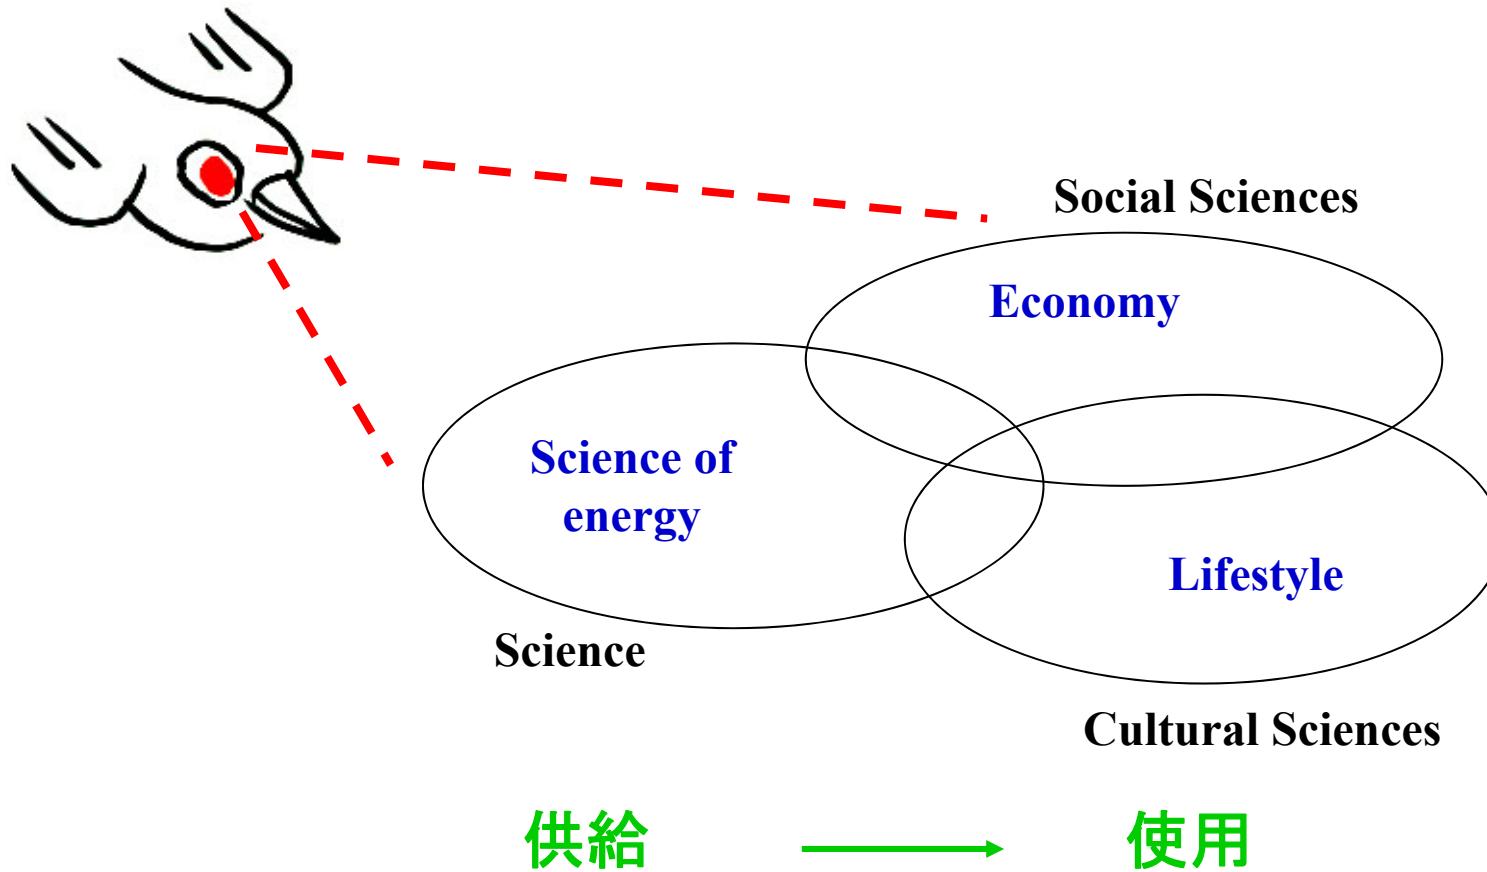 Social Sciences
Economy
Science of
energy
Lifestyle
Science
Cultural Sciences
供給
使用